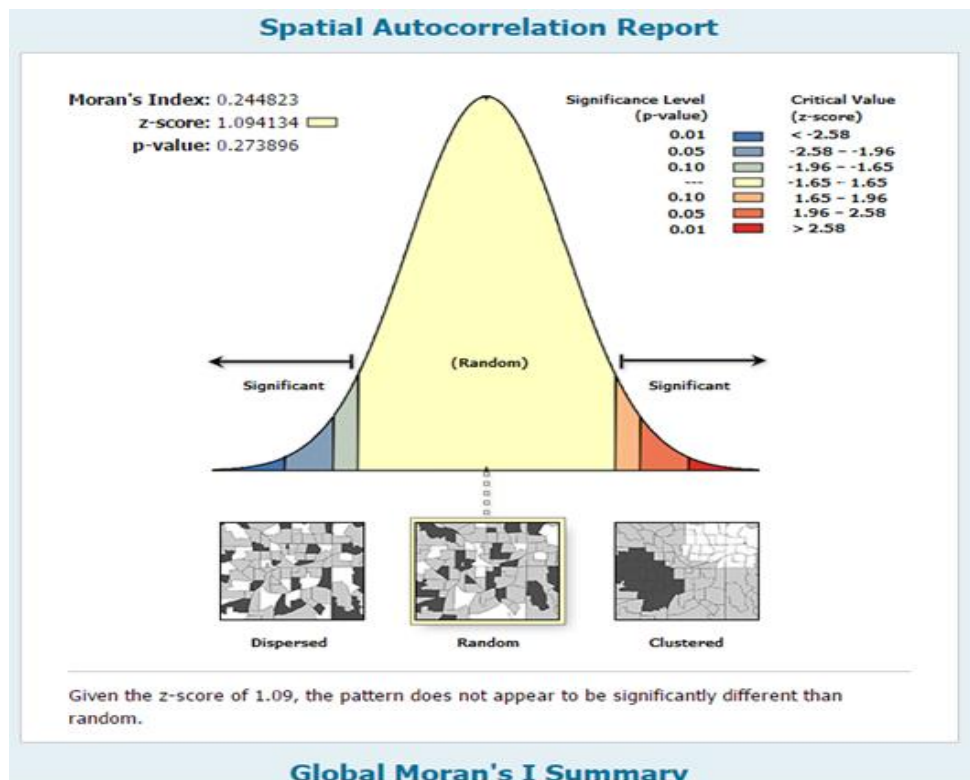 Spatial Autocorrelation Report
Moran's Index: 0.244823
z-score: 1.094134
p-value: 0.273896
Significance Level Critical Value
(p-value) (z-score)
0.01 < -2.58
0.05 -2.58 – -1.96
0.10 -1.96 – -1.65
--- -1.65 – 1.65
0.10 1.65 – 1.96
0.05 1.96 – 2.58
0.01 > 2.58
(Random)
Significant Significant
Dispersed Random Clustered
Given the z-score of 1.09, the pattern does not appear to be significantly different than
random.
Global Moran's I Summary